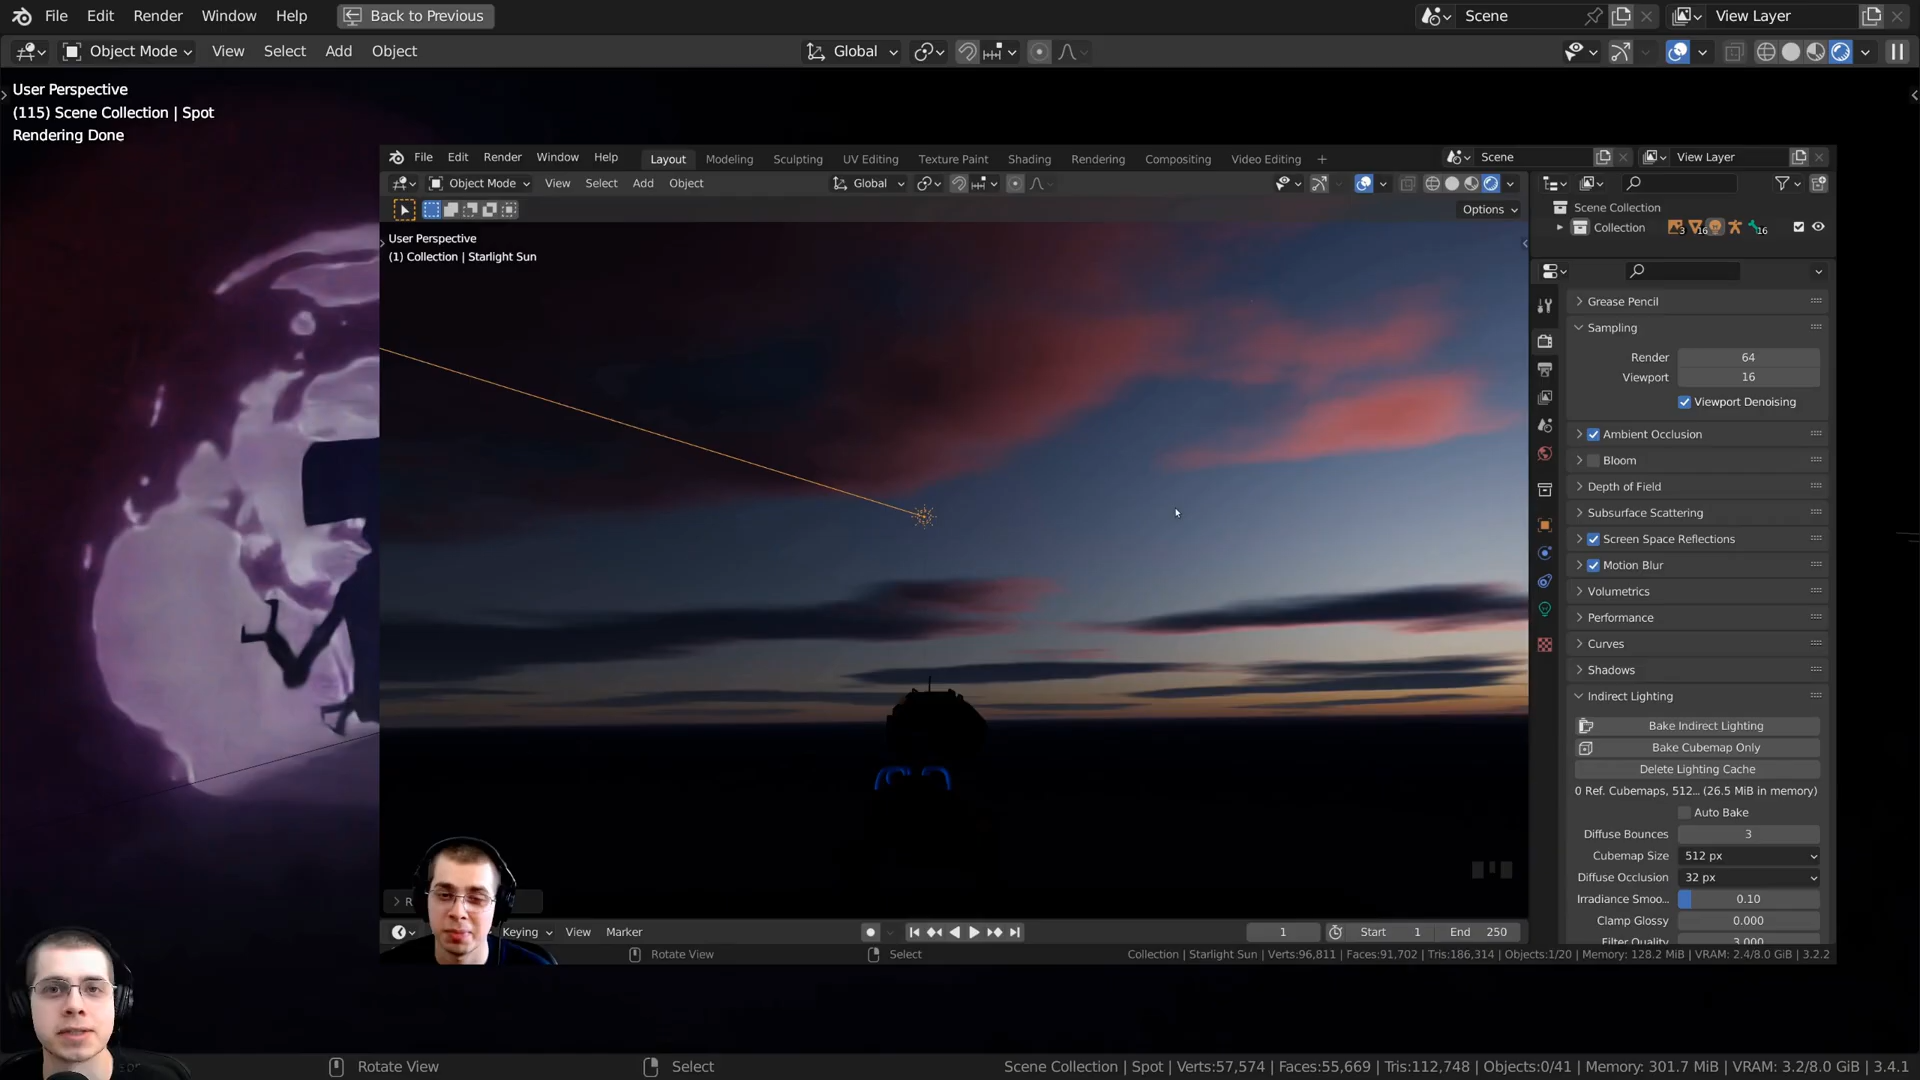 File Edit Render Window Help Back to Previous Scene View Layer
Object Mode View Select Add Object Global
User Perspective
(115) Scene Collection | Spot
Rendering Done
File Edit Render Window Help Layout Modeling Sculpting UV Editing Texture Paint Shading Rendering Compositing Video Editing + Scene View Layer
Object Mode View Select Add Object Global
Options
User Perspective
(1) Collection | Starlight Sun
Scene Collection
Collection 3 16 16
Grease Pencil
Sampling
Render 64
Viewport 16
Viewport Denoising
Ambient Occlusion
Bloom
Depth of Field
Subsurface Scattering
Screen Space Reflections
Motion Blur
Volumetrics
Performance
Curves
Shadows
Indirect Lighting
Bake Indirect Lighting
Bake Cubemap Only
Delete Lighting Cache
0 Ref. Cubemaps, 512... (26.5 MiB in memory)
Auto Bake
Diffuse Bounces 3
Cubemap Size 512 px
Diffuse Occlusion 32 px
Irradiance Smoo... 0.10
Clamp Glossy 0.000
Filter Quality 3.000
R
Keying View Marker 1 Start 1 End 250
Rotate View Select Collection | Starlight Sun | Verts:96,811 | Faces:91,702 | Tris:186,314 | Objects:1/20 | Memory: 128.2 MiB | VRAM: 2.4/8.0 GiB | 3.2.2
Rotate View Select Scene Collection | Spot | Verts:57,574 | Faces:55,669 | Tris:112,748 | Objects:0/41 | Memory: 301.7 MiB | VRAM: 3.2/8.0 GiB | 3.4.1